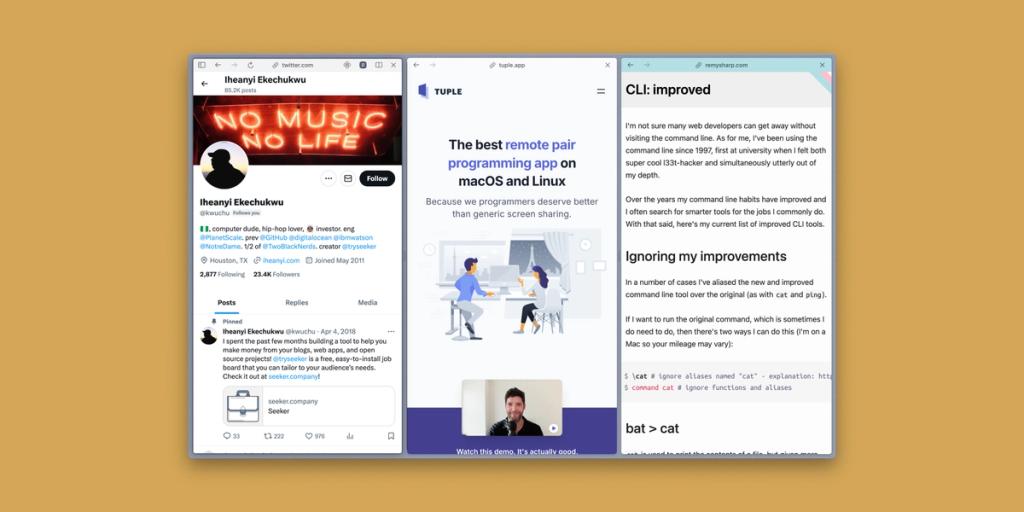 twitter.com
Iheanyi Ekechukwu
85.2K posts
NO MUSIC
NO LIFE
Follow
Iheanyi Ekechukwu
@kwuchu Follows you
🇳🇬, computer dude, hip-hop lover, investor. eng
@PlanetScale. prev @GitHub @digitalocean @ibmwatson
@NotreDame. 1/2 of @TwoBlackNerds. creator @tryseeker
Houston, TX iheanyi.com Joined May 2011
2,877 Following 23.4K Followers
Posts Replies Media
Pinned
Iheanyi Ekechukwu @kwuchu · Apr 4, 2018
I spent the past few months building a tool to help you
make money from your blogs, web apps, and open
source projects! @tryseeker is a free, easy-to-install job
board that you can tailor to your audience's needs.
Check it out at seeker.company!
seeker.company
Seeker
33 222 976
tuple.app
TUPLE
The best remote pair
programming app on
macOS and Linux
Because we programmers deserve better
than generic screen sharing.
Watch this demo. It's actually good.
remysharp.com
CLI: improved
I'm not sure many web developers can get away without
visiting the command line. As for me, I've been using the
command line since 1997, first at university when I felt both
super cool l33t-hacker and simultaneously utterly out of
my depth.
Over the years my command line habits have improved and
I often search for smarter tools for the jobs I commonly do.
With that said, here's my current list of improved CLI tools.
Ignoring my improvements
In a number of cases I've aliased the new and improved
command line tool over the original (as with cat and ping).
If I want to run the original command, which is sometimes I
do need to do, then there's two ways I can do this (I'm on a
Mac so your mileage may vary):
$ \cat # ignore aliases named "cat" - explanation: http
$ command cat # ignore functions and aliases
bat > cat
cat is used to print the contents of a file, but given more